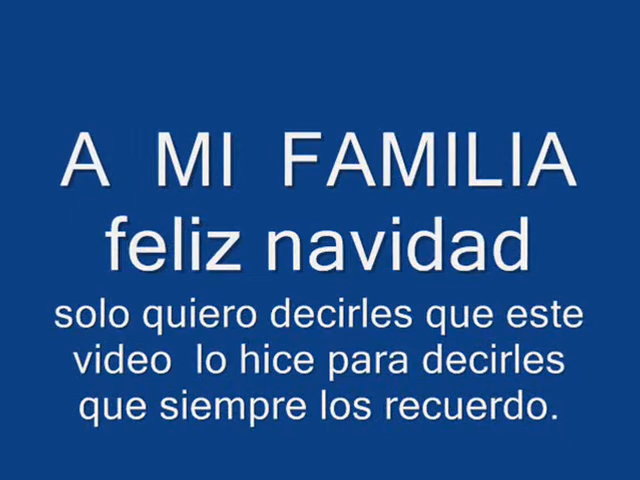 A MI FAMILIA
feliz navidad
solo quiero decirles que este
video lo hice para decirles
que siempre los recuerdo.